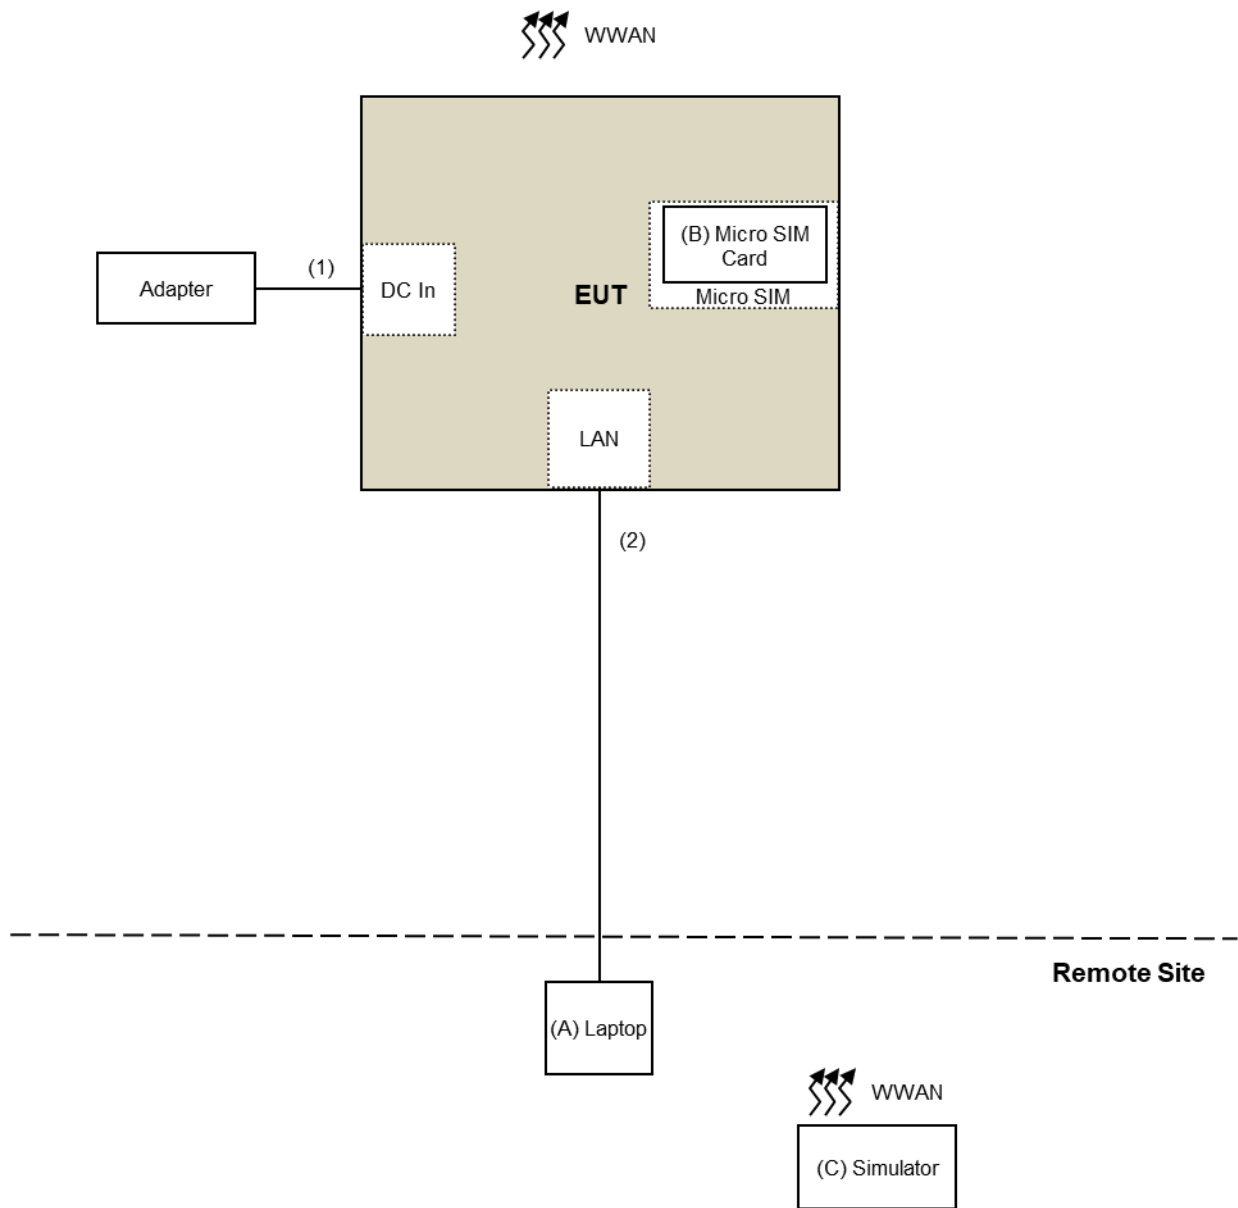 WWAN
(B) Micro SIM
Card
Micro SIM
(1)
Adapter
DC In
EUT
LAN
(2)
Remote Site
(A) Laptop
WWAN
(C) Simulator